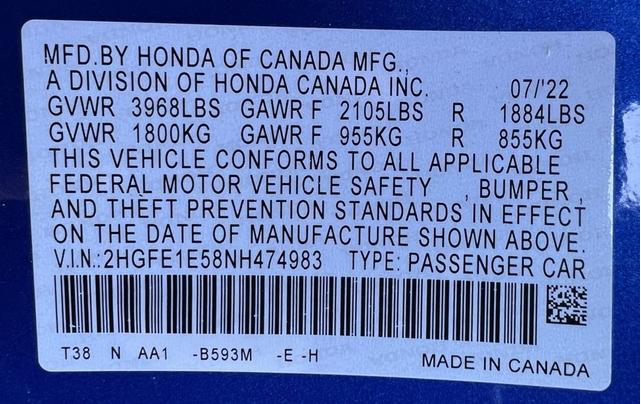 MFD.BY HONDA OF CANADA MFG.,
A DIVISION OF HONDA CANADA INC. 07/'22
GVWR 3968LBS GAWR F 2105LBS R 1884LBS
GVWR 1800KG GAWR F 955KG R 855KG
THIS VEHICLE CONFORMS TO ALL APPLICABLE
FEDERAL MOTOR VEHICLE SAFETY , BUMPER ,
AND THEFT PREVENTION STANDARDS IN EFFECT
ON THE DATE OF MANUFACTURE SHOWN ABOVE.
V.I.N.:2HGFE1E58NH474983 TYPE: PASSENGER CAR
T38 N AA1 -B593M -E -H
MADE IN CANADA